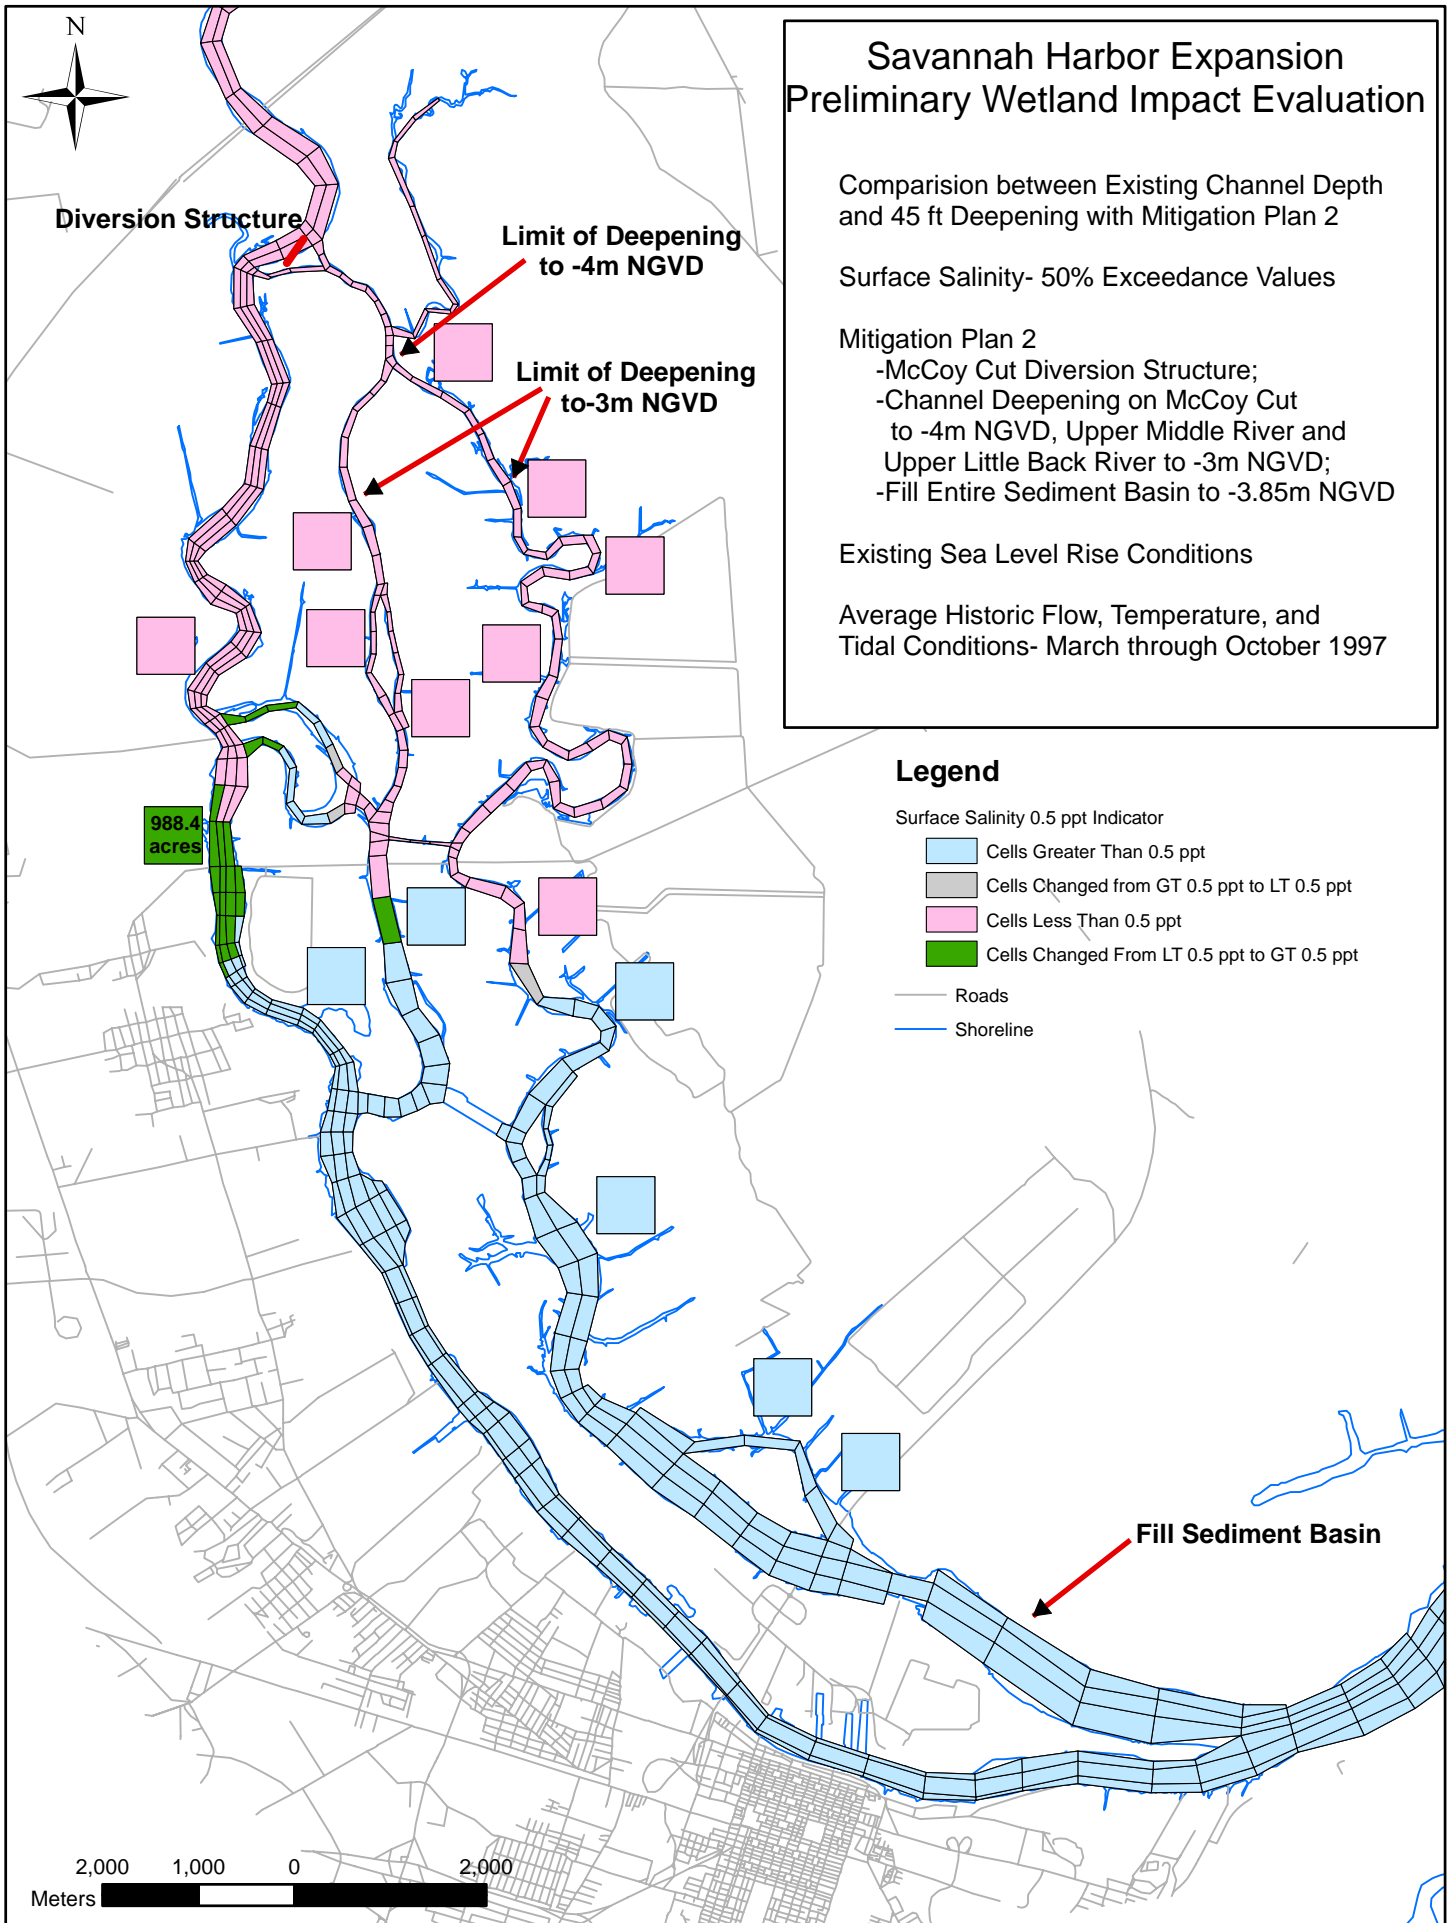 N
Savannah Harbor Expansion
Preliminary Wetland Impact Evaluation
Comparision between Existing Channel Depth
and 45 ft Deepening with Mitigation Plan 2
Surface Salinity- 50% Exceedance Values
Mitigation Plan 2
-McCoy Cut Diversion Structure;
-Channel Deepening on McCoy Cut
to -4m NGVD, Upper Middle River and
Upper Little Back River to -3m NGVD;
-Fill Entire Sediment Basin to -3.85m NGVD
Existing Sea Level Rise Conditions
Average Historic Flow, Temperature, and
Tidal Conditions- March through October 1997
Diversion Structure
Limit of Deepening
to -4m NGVD
Limit of Deepening
to-3m NGVD
988.4
acres
Legend
Surface Salinity 0.5 ppt Indicator
Cells Greater Than 0.5 ppt
Cells Changed from GT 0.5 ppt to LT 0.5 ppt
Cells Less Than 0.5 ppt
Cells Changed From LT 0.5 ppt to GT 0.5 ppt
Roads
Shoreline
Fill Sediment Basin
2,000 1,000 0 2,000
Meters